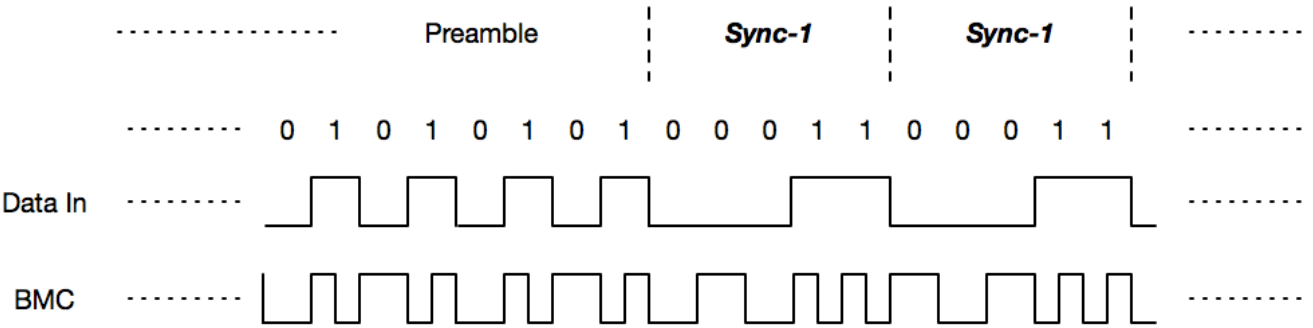 Preamble Sync-1 Sync-1
0 1 0 1 0 1 0 1 0 0 0 1 1 0 0 0 1 1
Data In
BMC